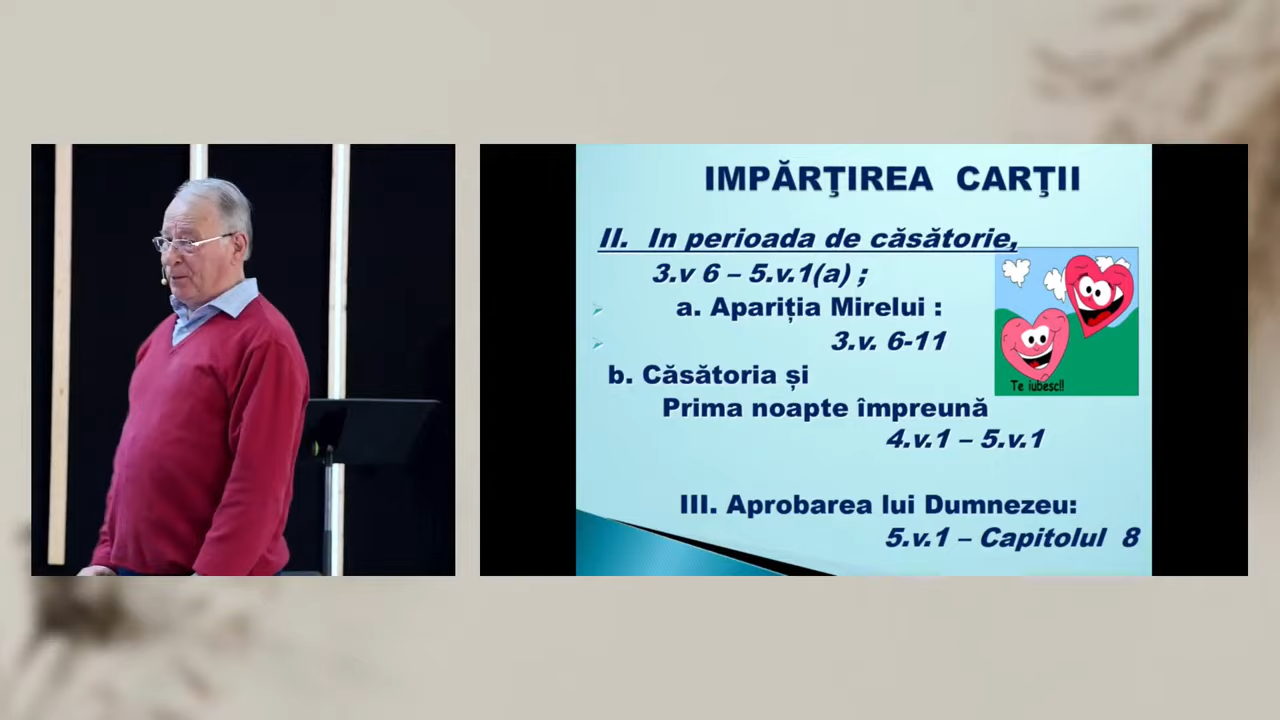 IMPĂRŢIREA CARŢII
II. In perioada de căsătorie,
3.v 6 – 5.v.1(a) ;
a. Apariția Mirelui :
3.v. 6-11
b. Căsătoria și
Prima noapte împreună
4.v.1 – 5.v.1
Te iubesc!!
III. Aprobarea lui Dumnezeu:
5.v.1 – Capitolul 8